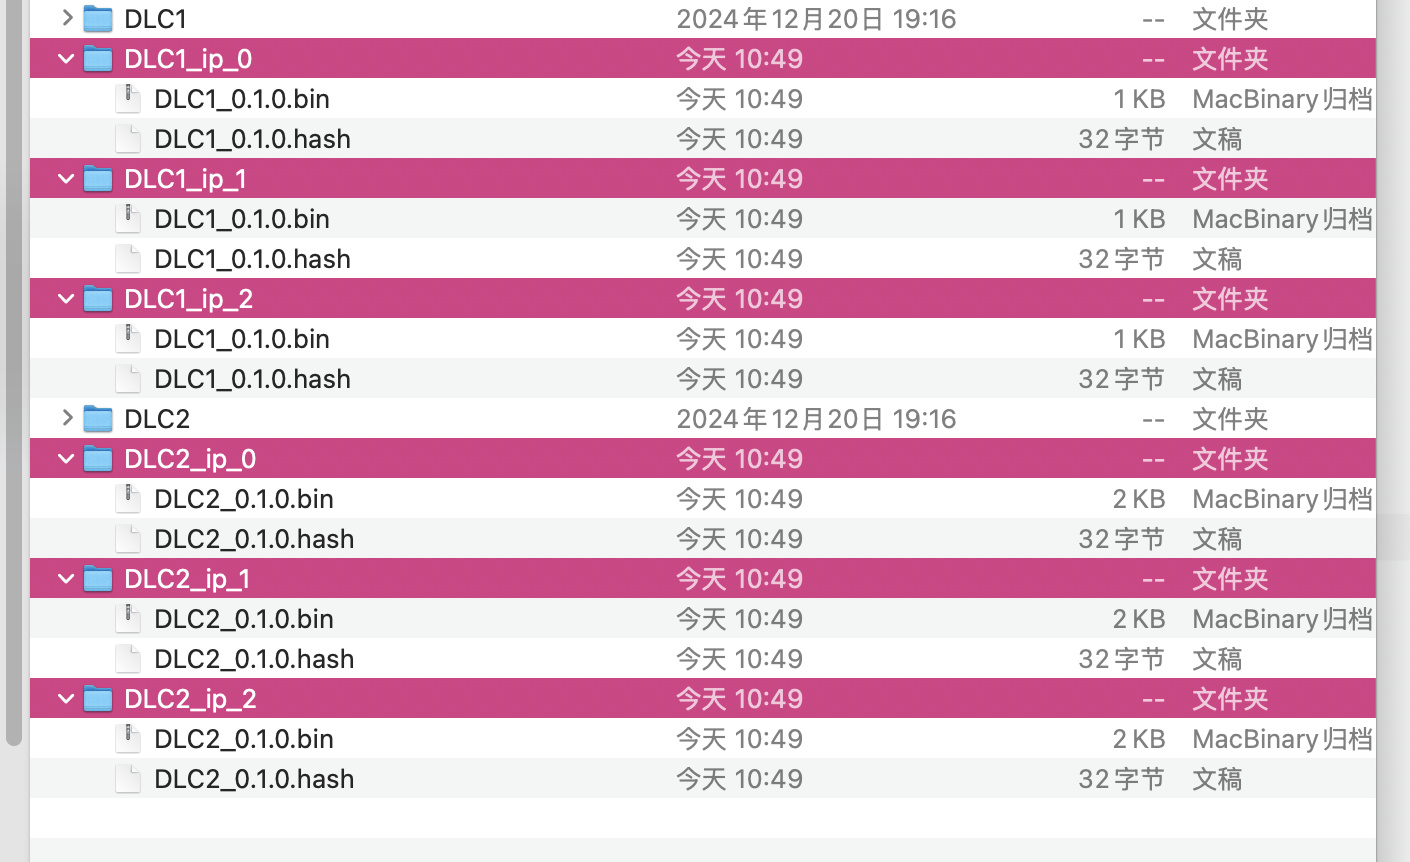 DLC1 2024年12月20日 19:16 -- 文件夹
DLC1_ip_0 今天 10:49 -- 文件夹
DLC1_0.1.0.bin 今天 10:49 1 KB MacBinary归档
DLC1_0.1.0.hash 今天 10:49 32字节 文稿
DLC1_ip_1 今天 10:49 -- 文件夹
DLC1_0.1.0.bin 今天 10:49 1 KB MacBinary归档
DLC1_0.1.0.hash 今天 10:49 32字节 文稿
DLC1_ip_2 今天 10:49 -- 文件夹
DLC1_0.1.0.bin 今天 10:49 1 KB MacBinary归档
DLC1_0.1.0.hash 今天 10:49 32字节 文稿
DLC2 2024年12月20日 19:16 -- 文件夹
DLC2_ip_0 今天 10:49 -- 文件夹
DLC2_0.1.0.bin 今天 10:49 2 KB MacBinary归档
DLC2_0.1.0.hash 今天 10:49 32字节 文稿
DLC2_ip_1 今天 10:49 -- 文件夹
DLC2_0.1.0.bin 今天 10:49 2 KB MacBinary归档
DLC2_0.1.0.hash 今天 10:49 32字节 文稿
DLC2_ip_2 今天 10:49 -- 文件夹
DLC2_0.1.0.bin 今天 10:49 2 KB MacBinary归档
DLC2_0.1.0.hash 今天 10:49 32字节 文稿